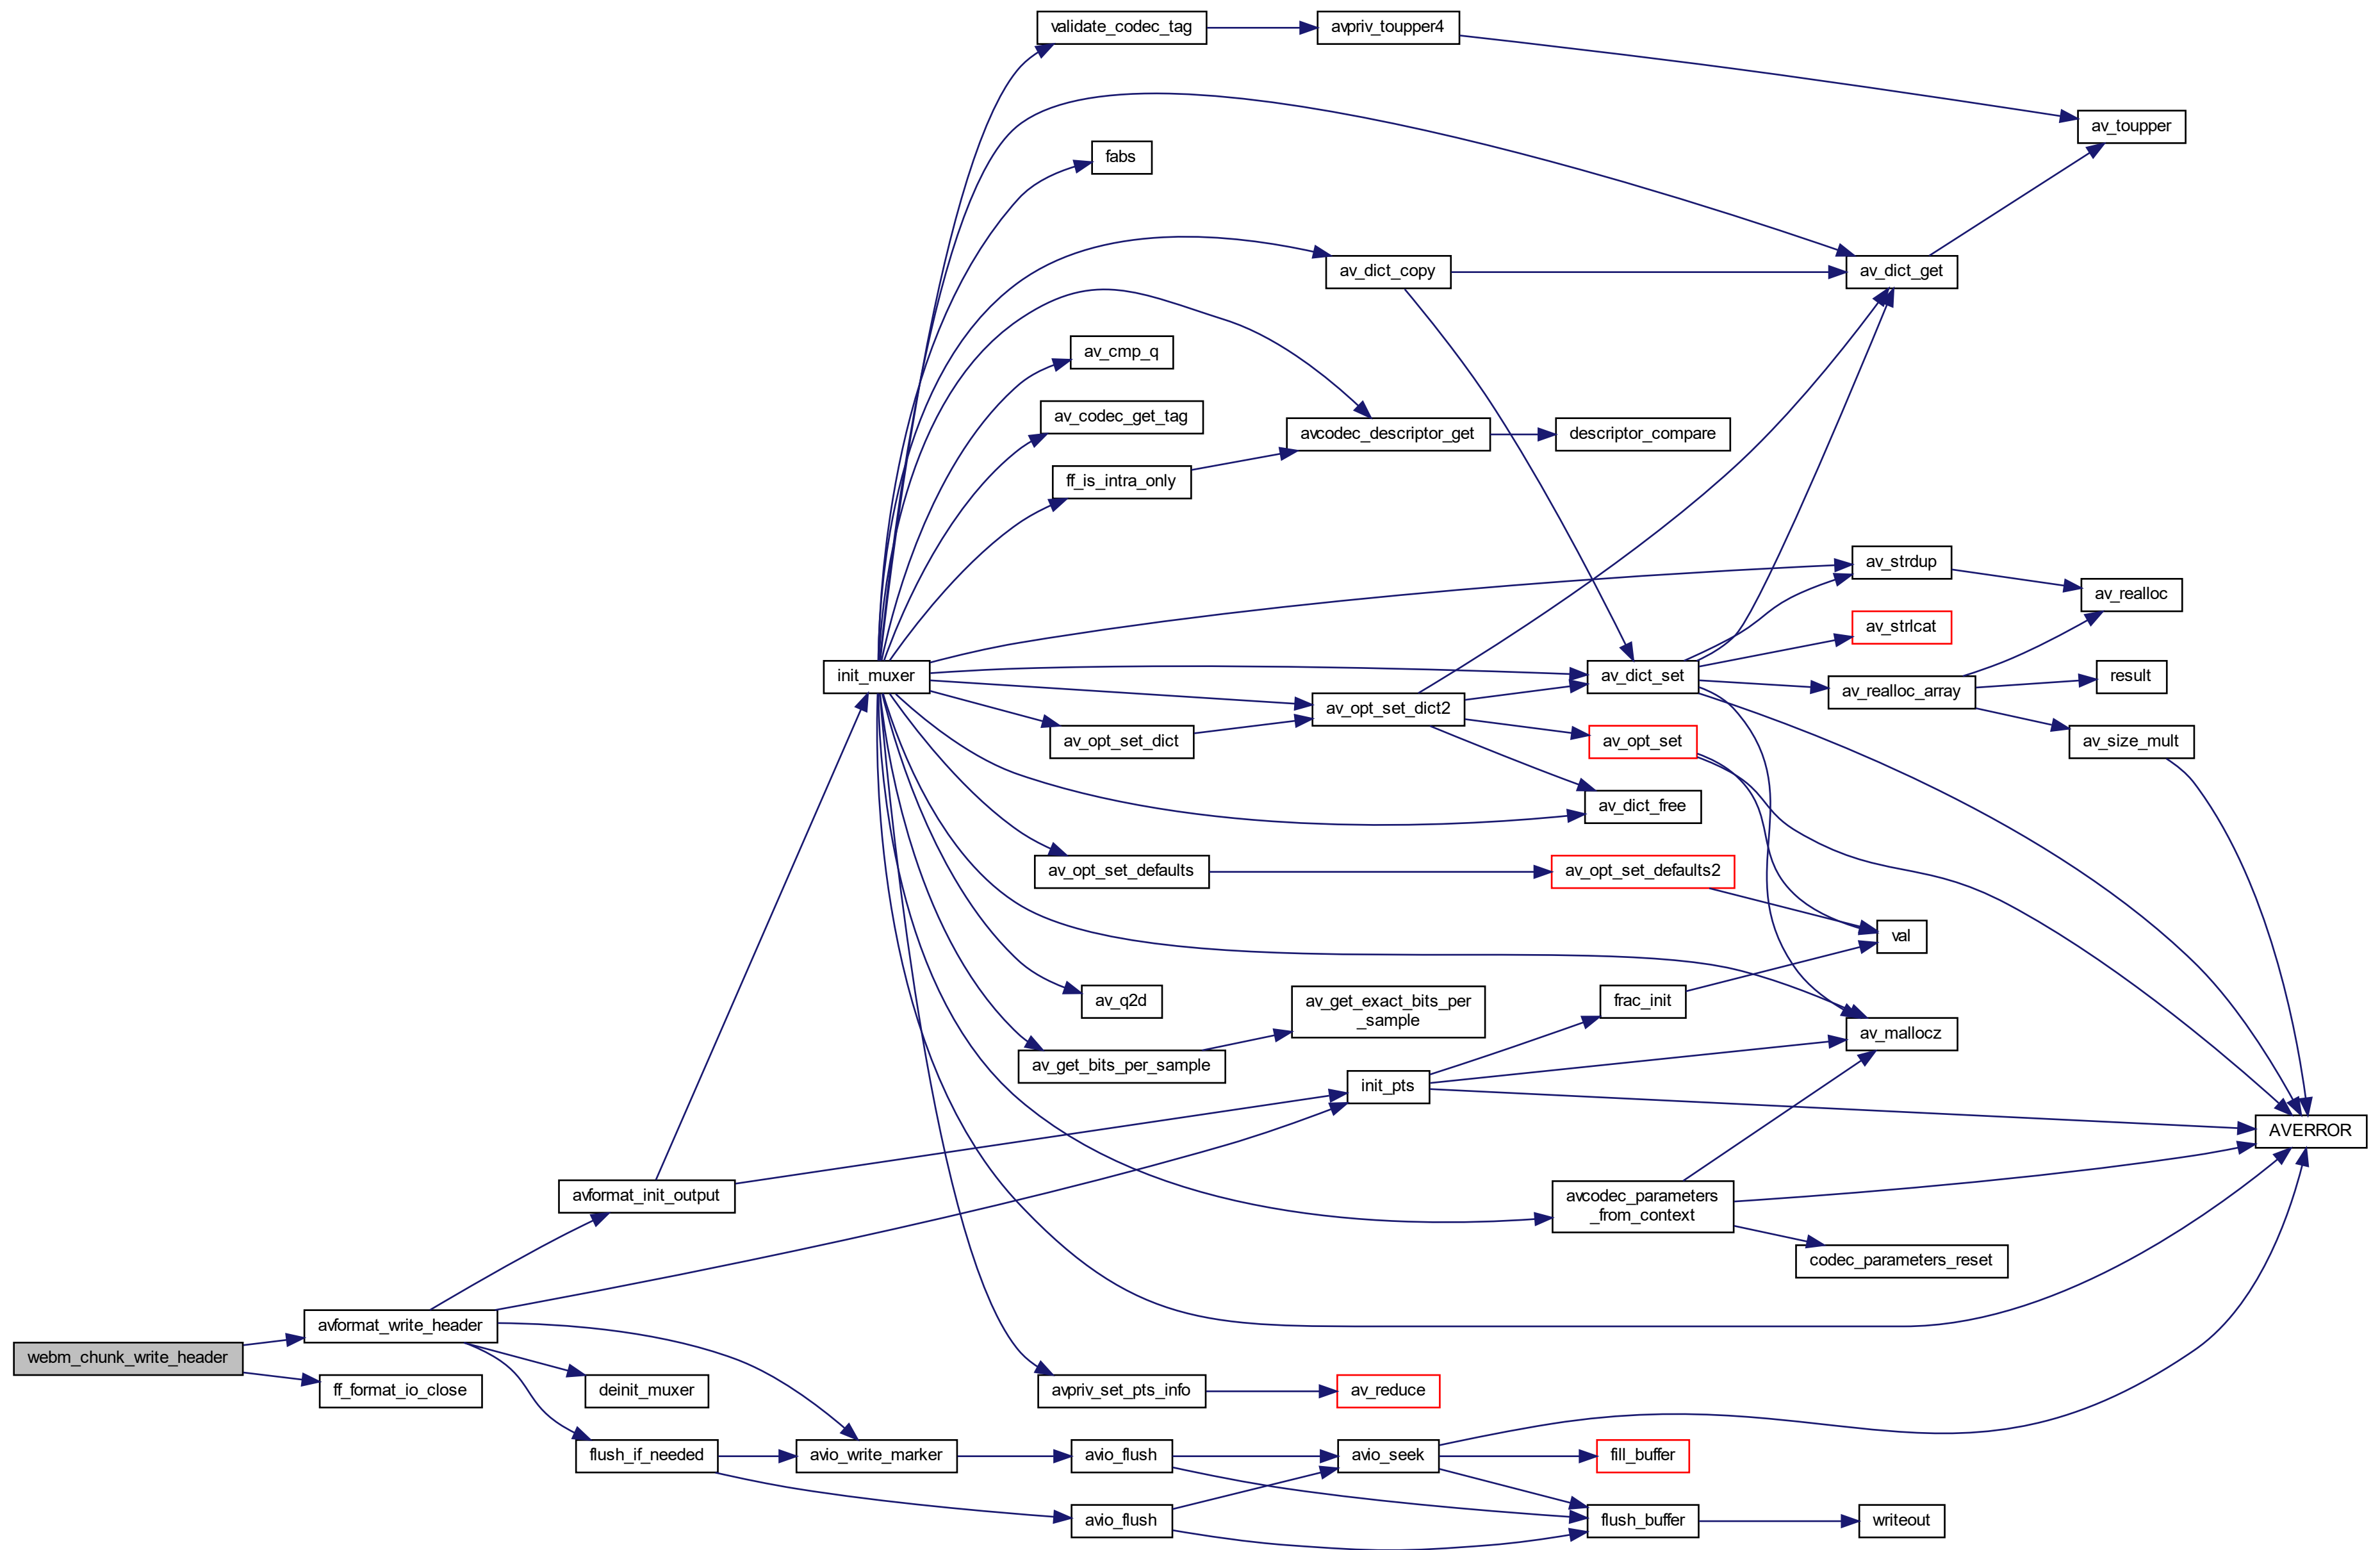 validate_codec_tag
avpriv_toupper4
av_toupper
fabs
av_dict_copy
av_dict_get
av_cmp_q
av_codec_get_tag
avcodec_descriptor_get
descriptor_compare
ff_is_intra_only
av_strdup
av_realloc
av_strlcat
init_muxer
av_dict_set
av_realloc_array
result
av_opt_set_dict2
av_opt_set_dict
av_opt_set
av_size_mult
av_dict_free
av_opt_set_defaults
av_opt_set_defaults2
val
av_q2d
av_get_exact_bits_per
_sample
frac_init
av_mallocz
av_get_bits_per_sample
init_pts
AVERROR
avformat_init_output
avcodec_parameters
_from_context
codec_parameters_reset
avformat_write_header
webm_chunk_write_header
ff_format_io_close
deinit_muxer
avpriv_set_pts_info
av_reduce
flush_if_needed
avio_write_marker
avio_flush
avio_seek
fill_buffer
avio_flush
flush_buffer
writeout